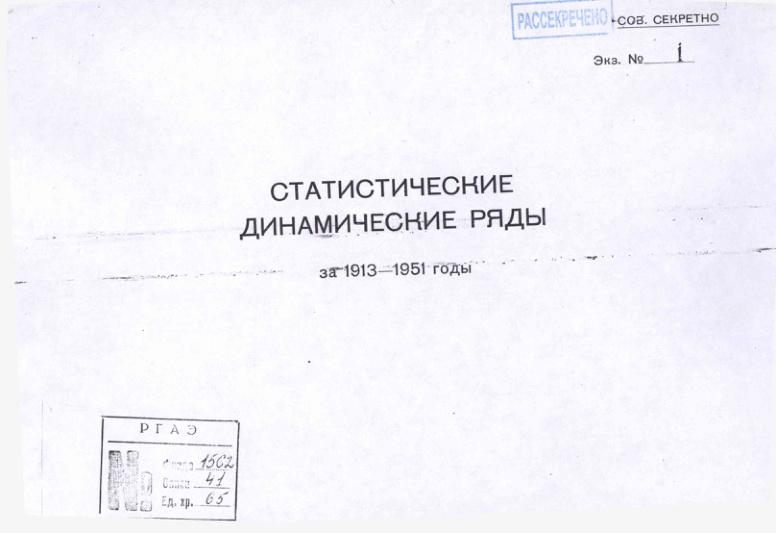 РАССЕКРЕЧЕНО СОВ. СЕКРЕТНО
Экз. № 1
СТАТИСТИЧЕСКИЕ
ДИНАМИЧЕСКИЕ РЯДЫ
за 1913—1951 годы
РГАЭ
Фонд 1562
Опись 41
Ед. хр. 65